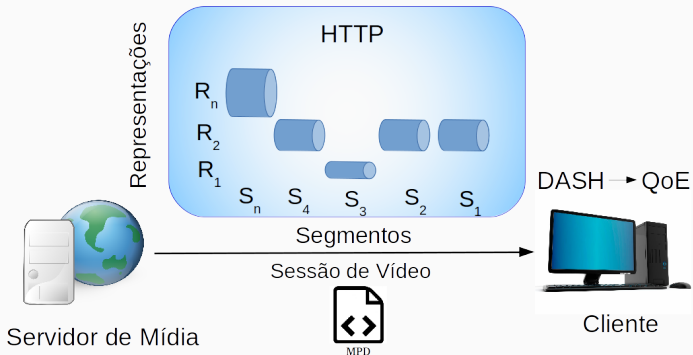 HTTP
Representações
Rn
R2
R1
Sn S4 S3 S2 S1
DASH → QoE
Segmentos
Sessão de Vídeo
MPD
Servidor de Mídia
Cliente